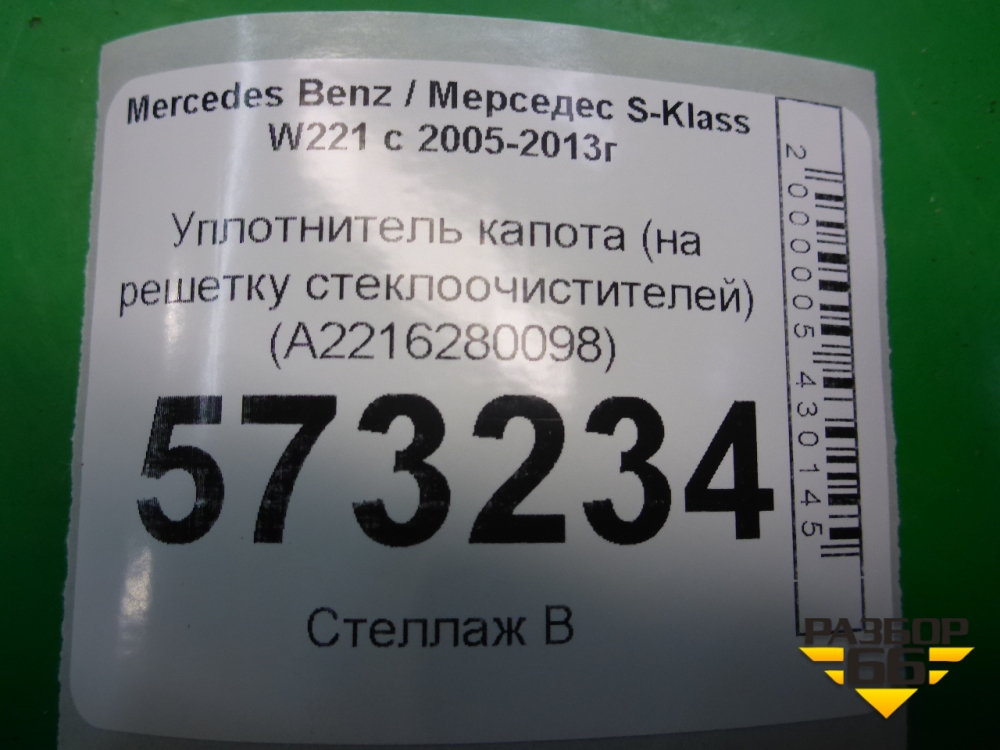 Mercedes Benz / Мерседес S-Klass
W221 с 2005-2013г
Уплотнитель капота (на
решетку стеклоочистителей)
(A2216280098)
573234
Стеллаж B
2000005430145
РАЗБОР
66